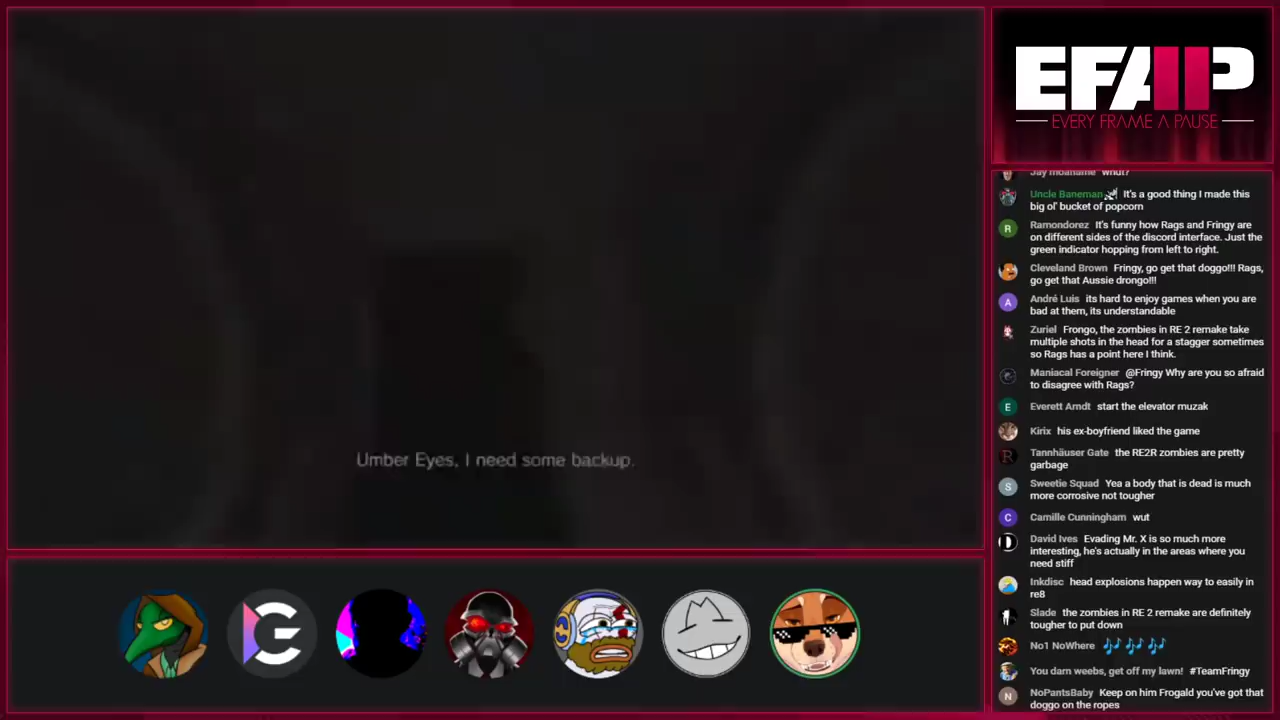 Umber Eyes, I need some backup.
EFAP
EVERY FRAME A PAUSE
Jay moaname whut?
Uncle Baneman It's a good thing I made this
big ol' bucket of popcorn
R
Ramondorez It's funny how Rags and Fringy are
on different sides of the discord interface. Just the
green indicator hopping from left to right.
Cleveland Brown Fringy, go get that doggo!!! Rags,
go get that Aussie drongo!!!
A
André Luis its hard to enjoy games when you are
bad at them, its understandable
Zuriel Frongo, the zombies in RE 2 remake take
multiple shots in the head for a stagger sometimes
so Rags has a point here I think.
Maniacal Foreigner @Fringy Why are you so afraid
to disagree with Rags?
E
Everett Arndt start the elevator muzak
Kirix his ex-boyfriend liked the game
R
Tannhäuser Gate the RE2R zombies are pretty
garbage
S
Sweetie Squad Yea a body that is dead is much
more corrosive not tougher
C
Camille Cunningham wut
David Ives Evading Mr. X is so much more
interesting, he's actually in the areas where you
need stiff
Inkdisc head explosions happen way to easily in
re8
Slade the zombies in RE 2 remake are definitely
tougher to put down
No1 NoWhere 🎶 🎶 🎶
You darn weebs, get off my lawn! #TeamFringy
N
NoPantsBaby Keep on him Frogald you've got that
doggo on the ropes